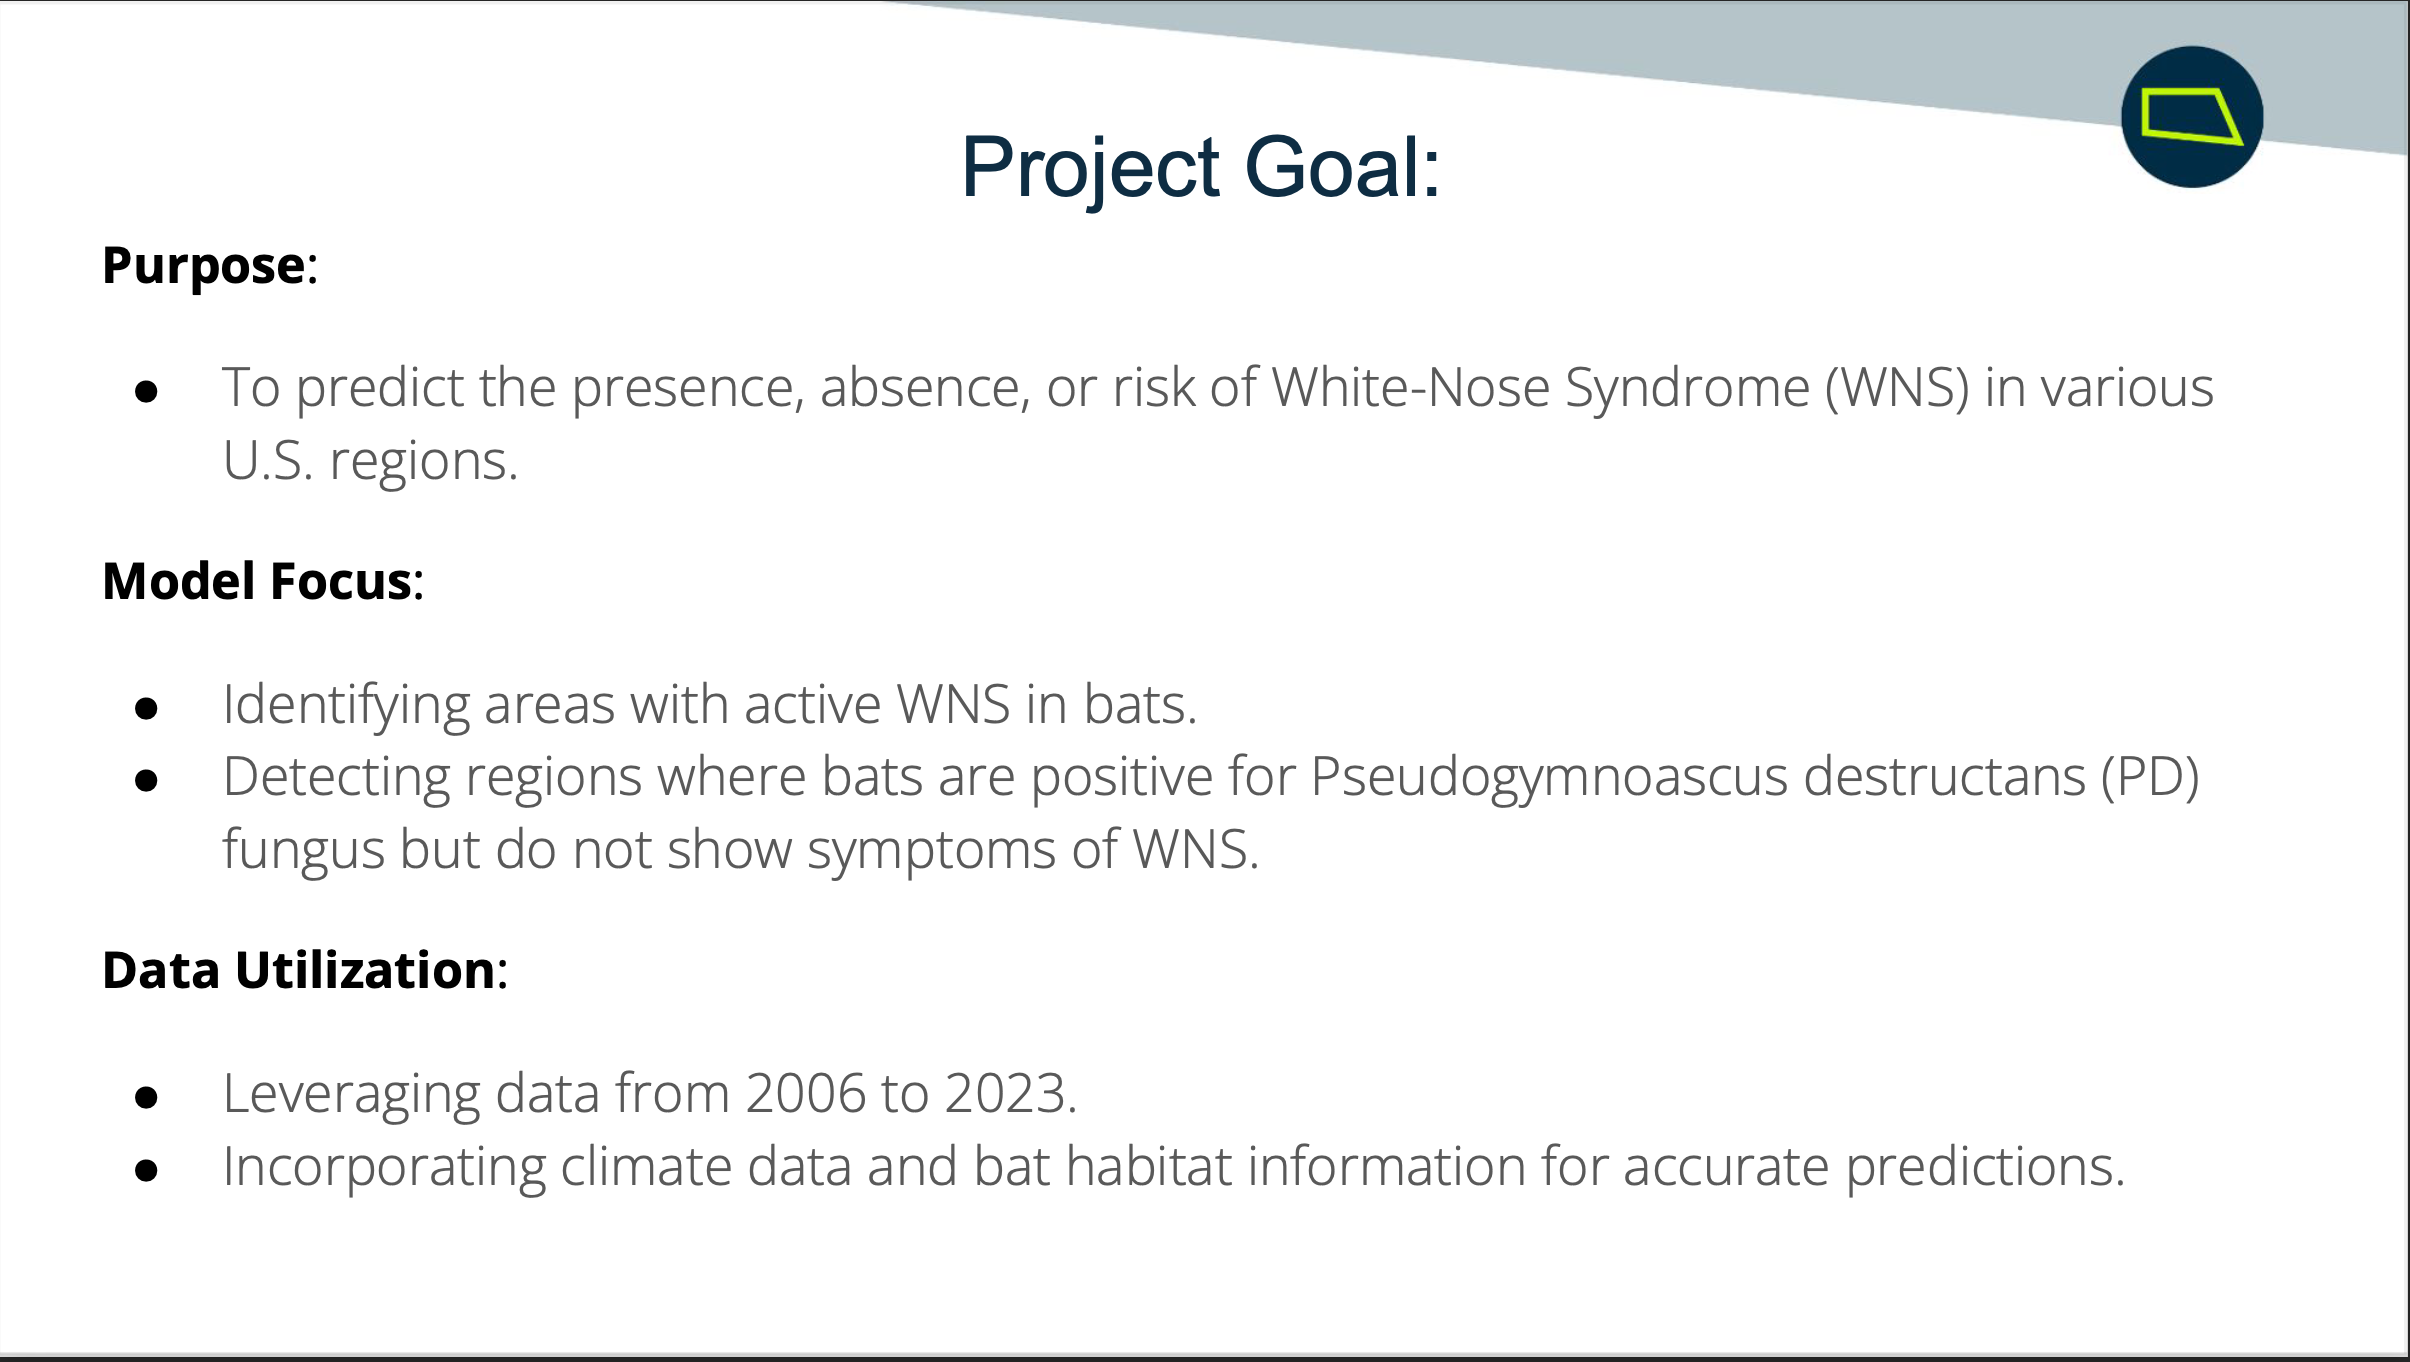 Project Goal:
Purpose:
● To predict the presence, absence, or risk of White-Nose Syndrome (WNS) in various
U.S. regions.
Model Focus:
● Identifying areas with active WNS in bats.
● Detecting regions where bats are positive for Pseudogymnoascus destructans (PD)
fungus but do not show symptoms of WNS.
Data Utilization:
● Leveraging data from 2006 to 2023.
● Incorporating climate data and bat habitat information for accurate predictions.